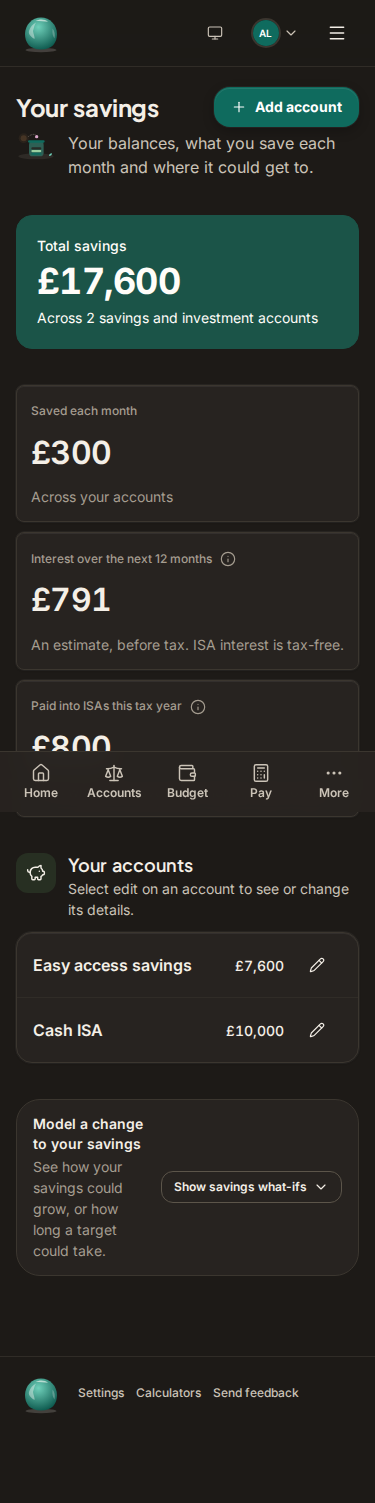 AL
Your savings
Add account
Your balances, what you save each
month and where it could get to.
Total savings
£17,600
Across 2 savings and investment accounts
Saved each month
£300
Across your accounts
Interest over the next 12 months
£791
An estimate, before tax. ISA interest is tax-free.
Paid into ISAs this tax year
£800
Home Accounts Budget Pay More
Your accounts
Select edit on an account to see or change
its details.
Easy access savings £7,600
Cash ISA £10,000
Model a change
to your savings
See how your
savings could
grow, or how
long a target
could take.
Show savings what-ifs
Settings Calculators Send feedback